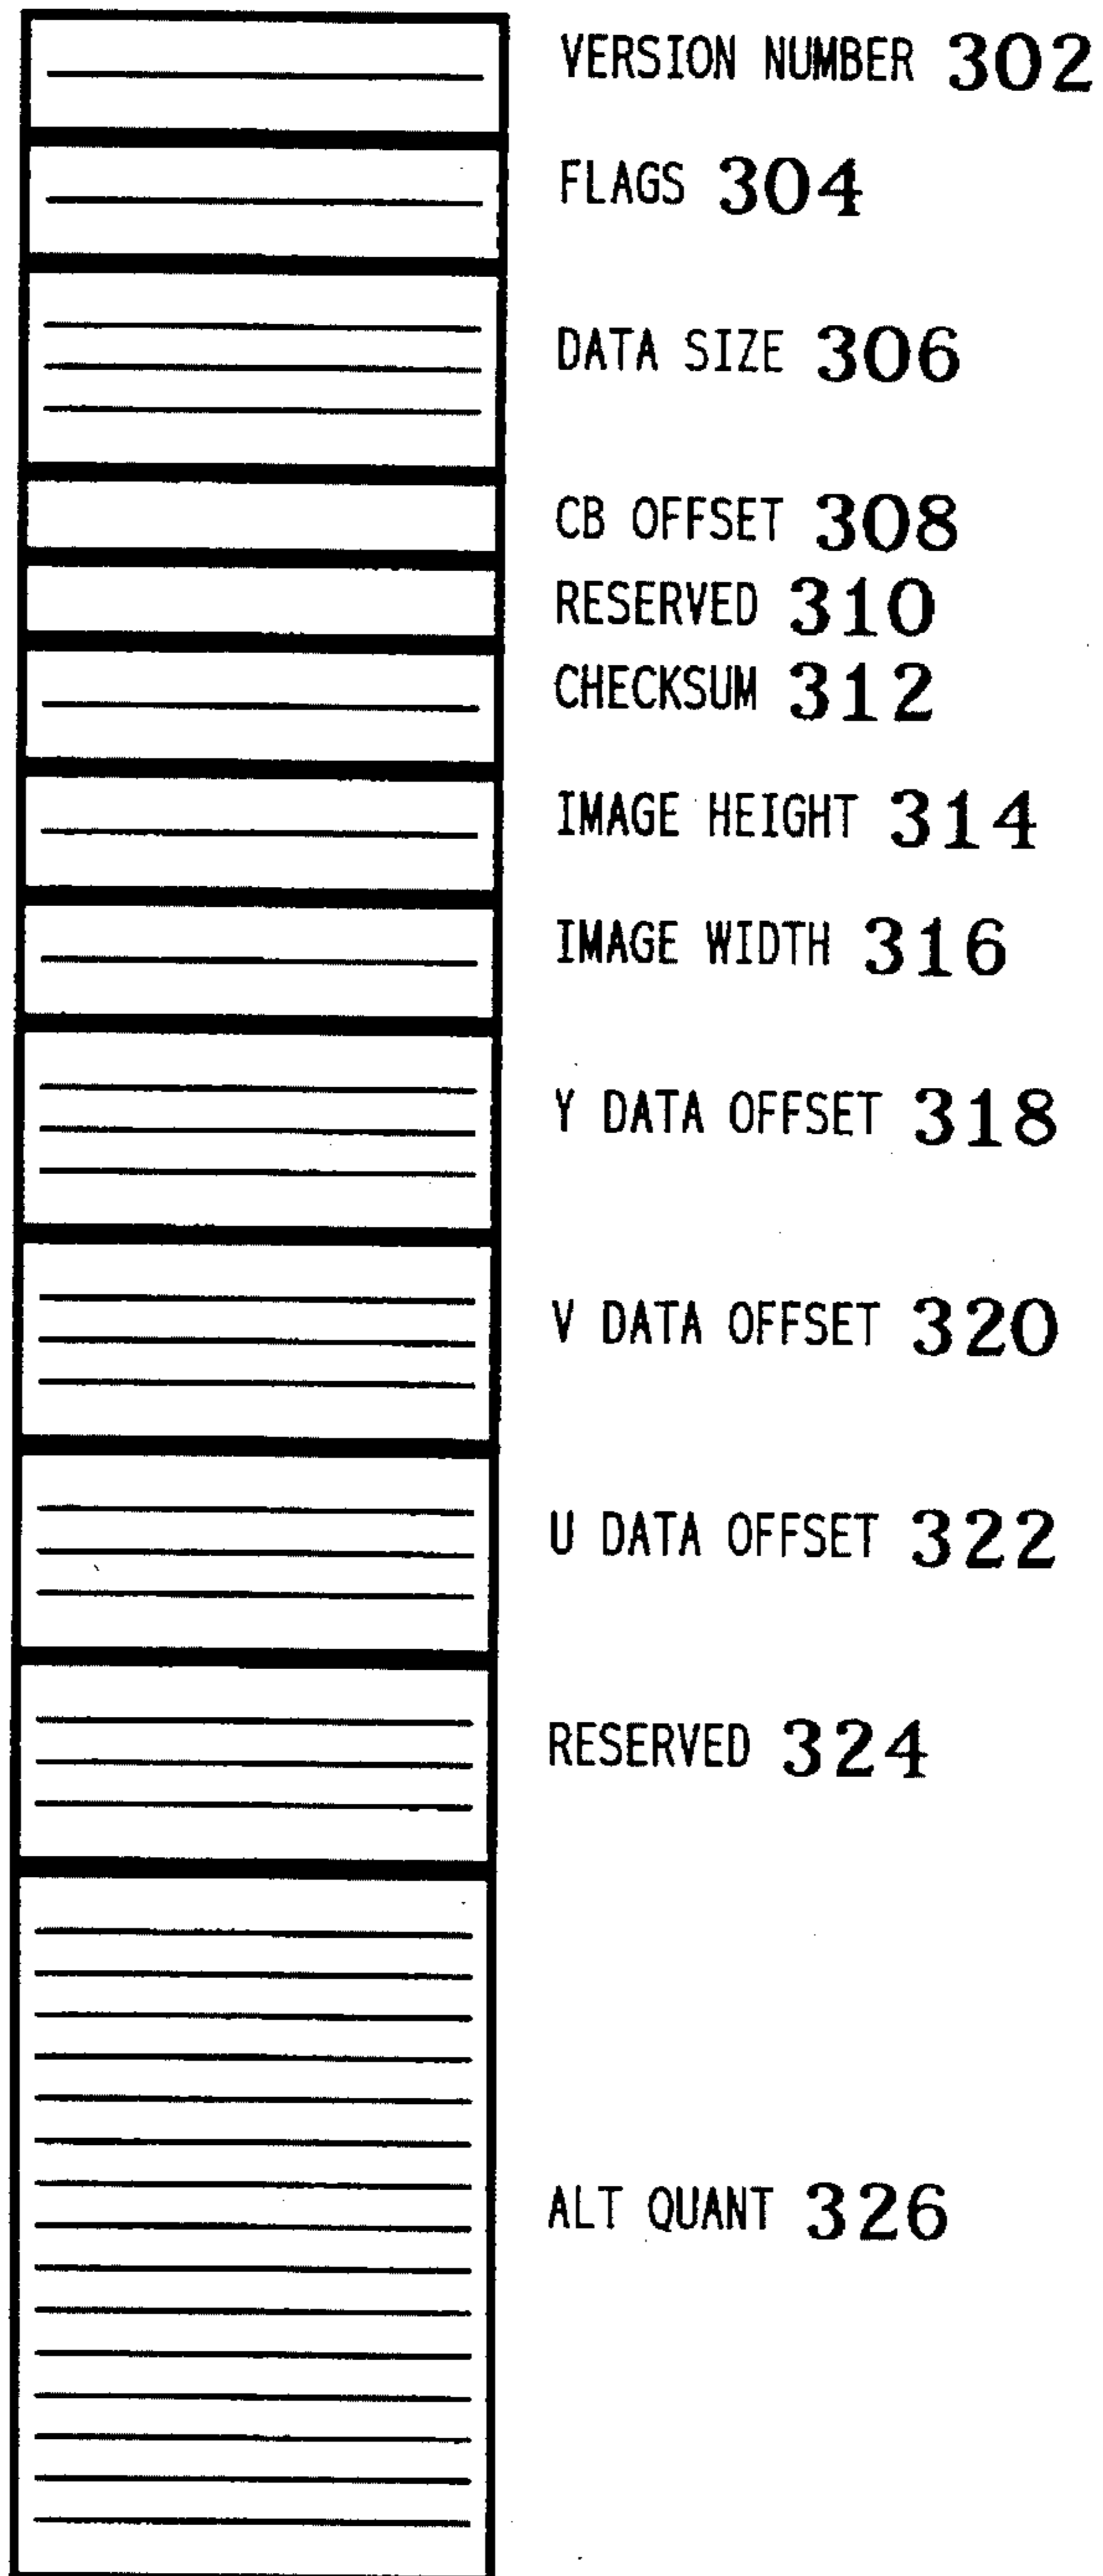 VERSION NUMBER 302
FLAGS 304
DATA SIZE 306
CB OFFSET 308
RESERVED 310
CHECKSUM 312
IMAGE HEIGHT 314
IMAGE WIDTH 316
Y DATA OFFSET 318
V DATA OFFSET 320
U DATA OFFSET 322
RESERVED 324
ALT QUANT 326